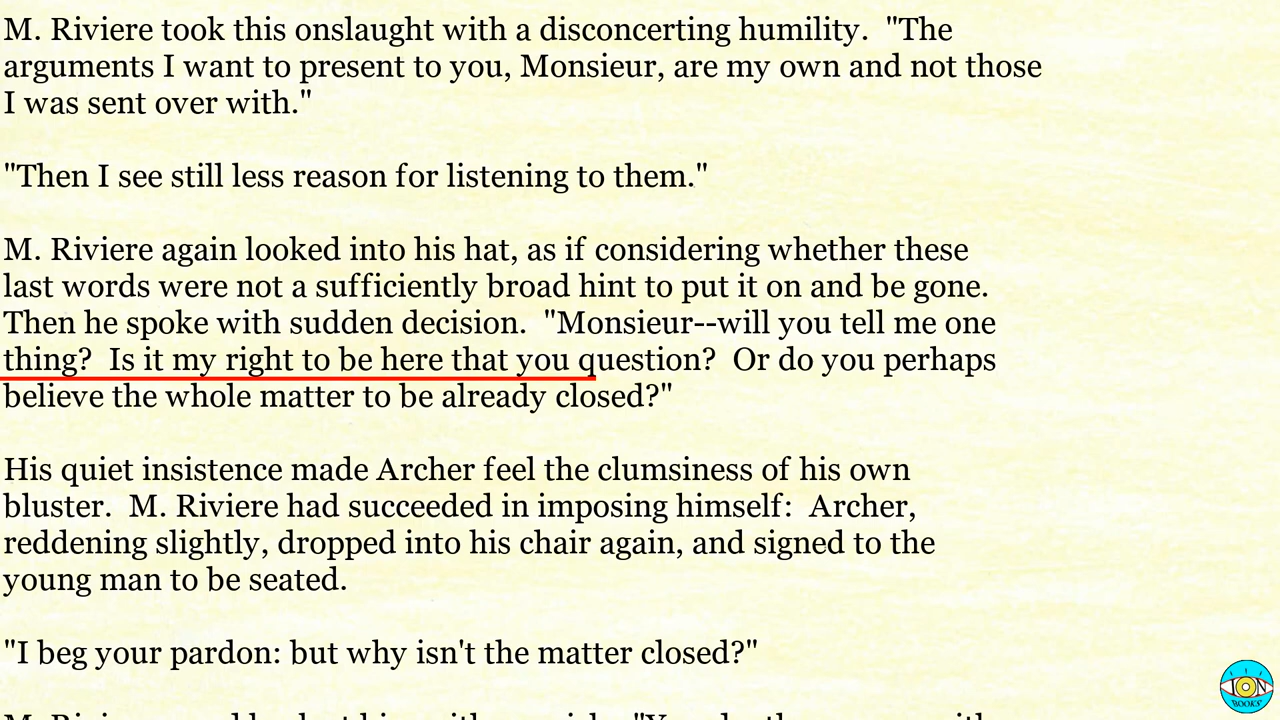 M. Riviere took this onslaught with a disconcerting humility.  "The
arguments I want to present to you, Monsieur, are my own and not those
I was sent over with."
"Then I see still less reason for listening to them."
M. Riviere again looked into his hat, as if considering whether these
last words were not a sufficiently broad hint to put it on and be gone.
Then he spoke with sudden decision.  "Monsieur--will you tell me one
thing?  Is it my right to be here that you question?  Or do you perhaps
believe the whole matter to be already closed?"
His quiet insistence made Archer feel the clumsiness of his own
bluster.  M. Riviere had succeeded in imposing himself:  Archer,
reddening slightly, dropped into his chair again, and signed to the
young man to be seated.
"I beg your pardon: but why isn't the matter closed?"
M. Riviere
ION
BOOKS